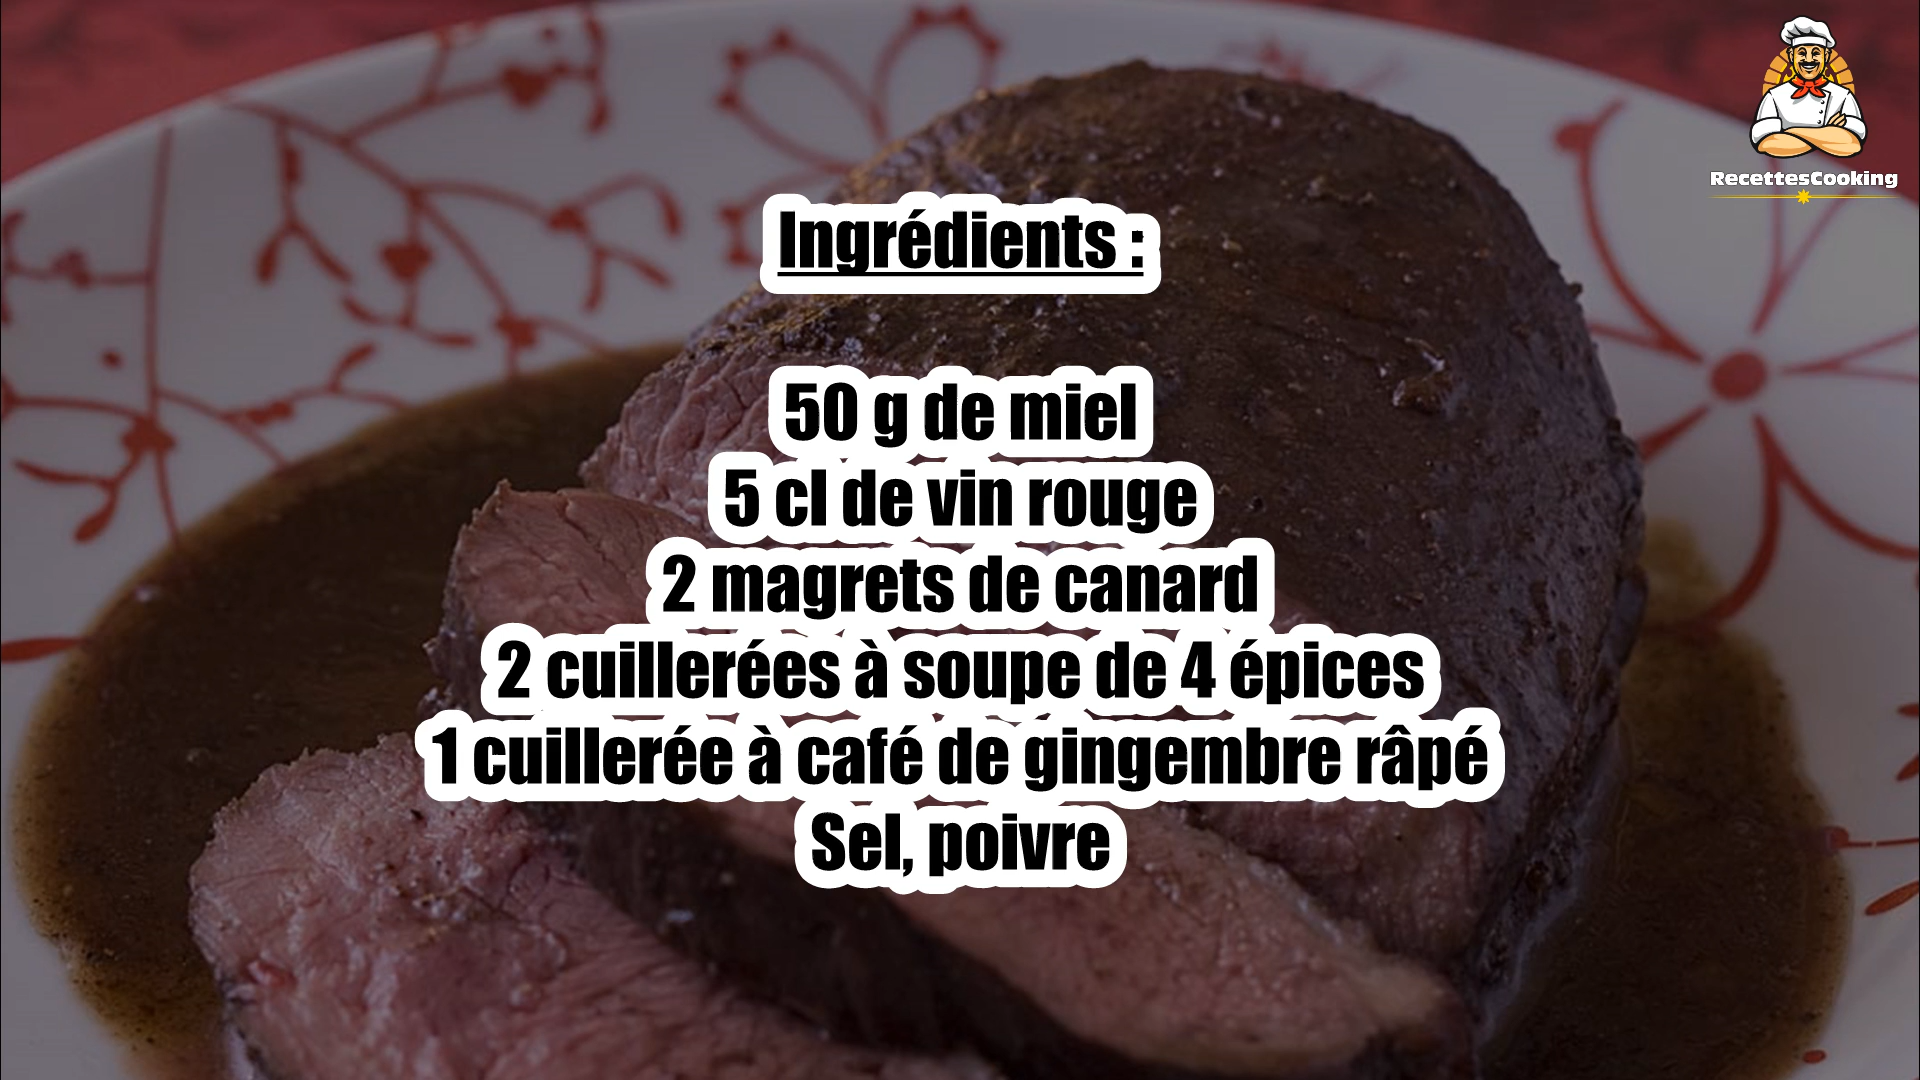 RecettesCooking
Ingrédients :
50 g de miel
5 cl de vin rouge
2 magrets de canard
2 cuillerées à soupe de 4 épices
1 cuillerée à café de gingembre râpé
Sel, poivre